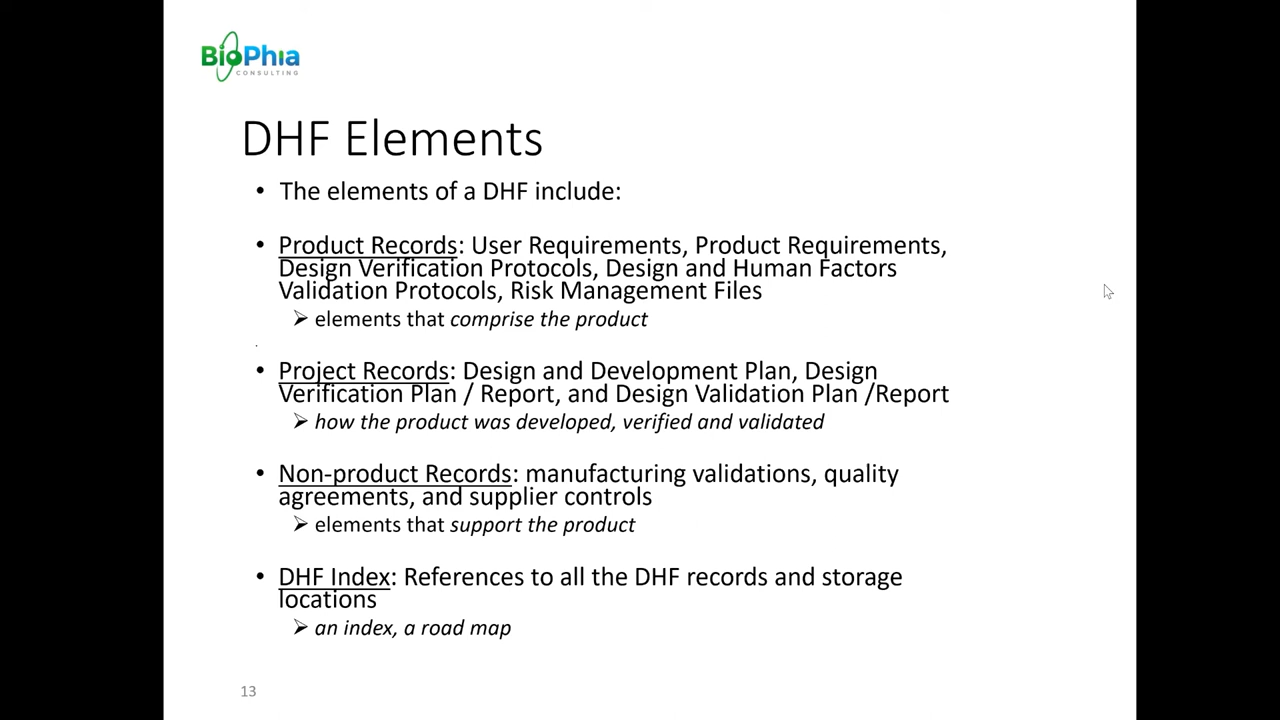 BioPhia
CONSULTING
DHF Elements
• The elements of a DHF include:
• Product Records: User Requirements, Product Requirements,
Design Verification Protocols, Design and Human Factors
Validation Protocols, Risk Management Files
➢ elements that comprise the product
• Project Records: Design and Development Plan, Design
Verification Plan / Report, and Design Validation Plan /Report
➢ how the product was developed, verified and validated
• Non-product Records: manufacturing validations, quality
agreements, and supplier controls
➢ elements that support the product
• DHF Index: References to all the DHF records and storage
locations
➢ an index, a road map
13